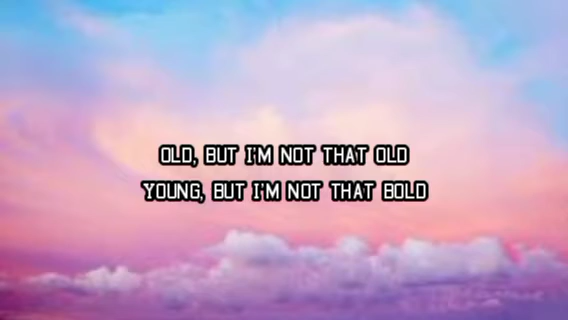 OLD, BUT I'M NOT THAT OLD
YOUNG, BUT I'M NOT THAT BOLD